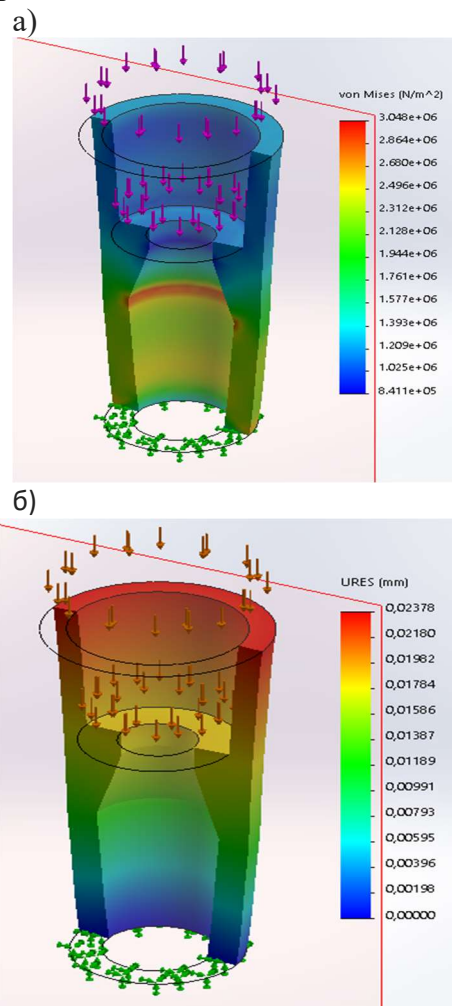 а)
von Mises (N/m^2)
3.048e+06
2.864e+06
2.680e+06
2.496e+06
2.312e+06
2.128e+06
1.944e+06
1.761e+06
1.577e+06
1.393e+06
1.209e+06
1.025e+06
8.411e+05
б)
URES (mm)
0,02378
0,02180
0,01982
0,01784
0,01586
0,01387
0,01189
0,00991
0,00793
0,00595
0,00396
0,00198
0,00000